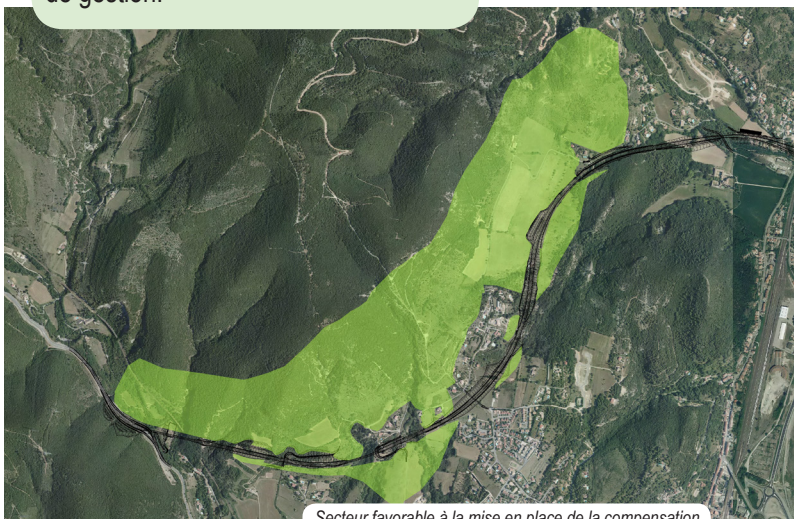 de gestion.
Secteur favorable à la mise en place de la compensation